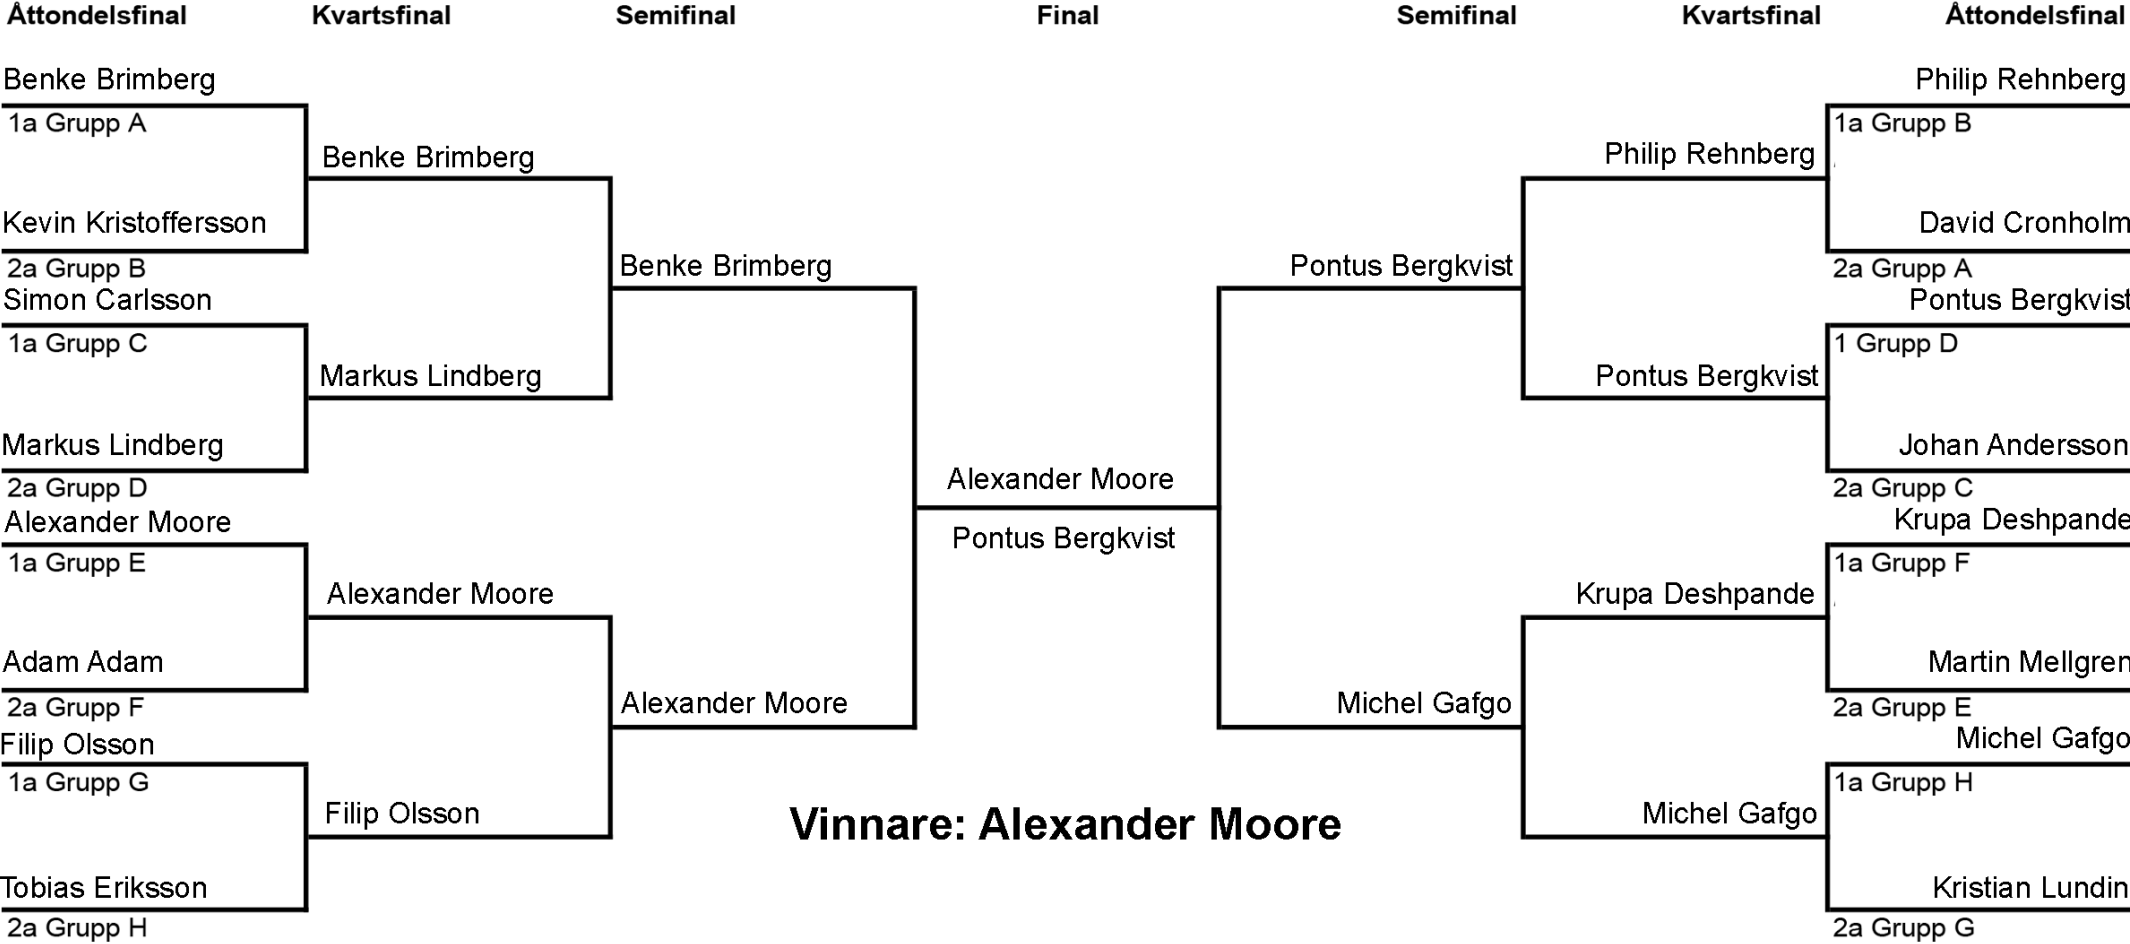 Åttondelsfinal Kvartsfinal Semifinal Final Semifinal Kvartsfinal Åttondelsfinal
Benke Brimberg
1a Grupp A
Kevin Kristoffersson
2a Grupp B
Simon Carlsson
1a Grupp C
Markus Lindberg
2a Grupp D
Alexander Moore
1a Grupp E
Adam Adam
2a Grupp F
Filip Olsson
1a Grupp G
Tobias Eriksson
2a Grupp H
Benke Brimberg
Markus Lindberg
Alexander Moore
Filip Olsson
Benke Brimberg
Alexander Moore
Alexander Moore
Pontus Bergkvist
Vinnare: Alexander Moore
Pontus Bergkvist
Michel Gafgo
Philip Rehnberg
Pontus Bergkvist
Krupa Deshpande
Michel Gafgo
Philip Rehnberg
1a Grupp B
David Cronholm
2a Grupp A
Pontus Bergkvist
1 Grupp D
Johan Andersson
2a Grupp C
Krupa Deshpande
1a Grupp F
Martin Mellgren
2a Grupp E
Michel Gafgo
1a Grupp H
Kristian Lundin
2a Grupp G